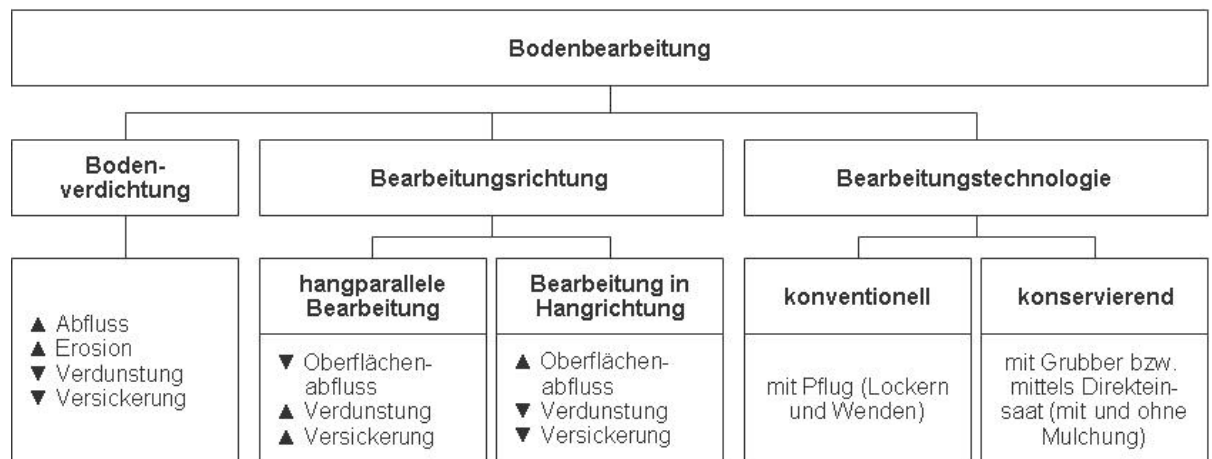 Bodenbearbeitung
Boden-
verdichtung
Bearbeitungsrichtung
Bearbeitungstechnologie
▲ Abfluss
▲ Erosion
▼ Verdunstung
▼ Versickerung
hangparallele
Bearbeitung
▼ Oberflächen-
abfluss
▲ Verdunstung
▲ Versickerung
Bearbeitung in
Hangrichtung
▲ Oberflächen-
abfluss
▼ Verdunstung
▼ Versickerung
konventionell
mit Pflug (Lockern
und Wenden)
konservierend
mit Grubber bzw.
mittels Direktein-
saat (mit und ohne
Mulchung)